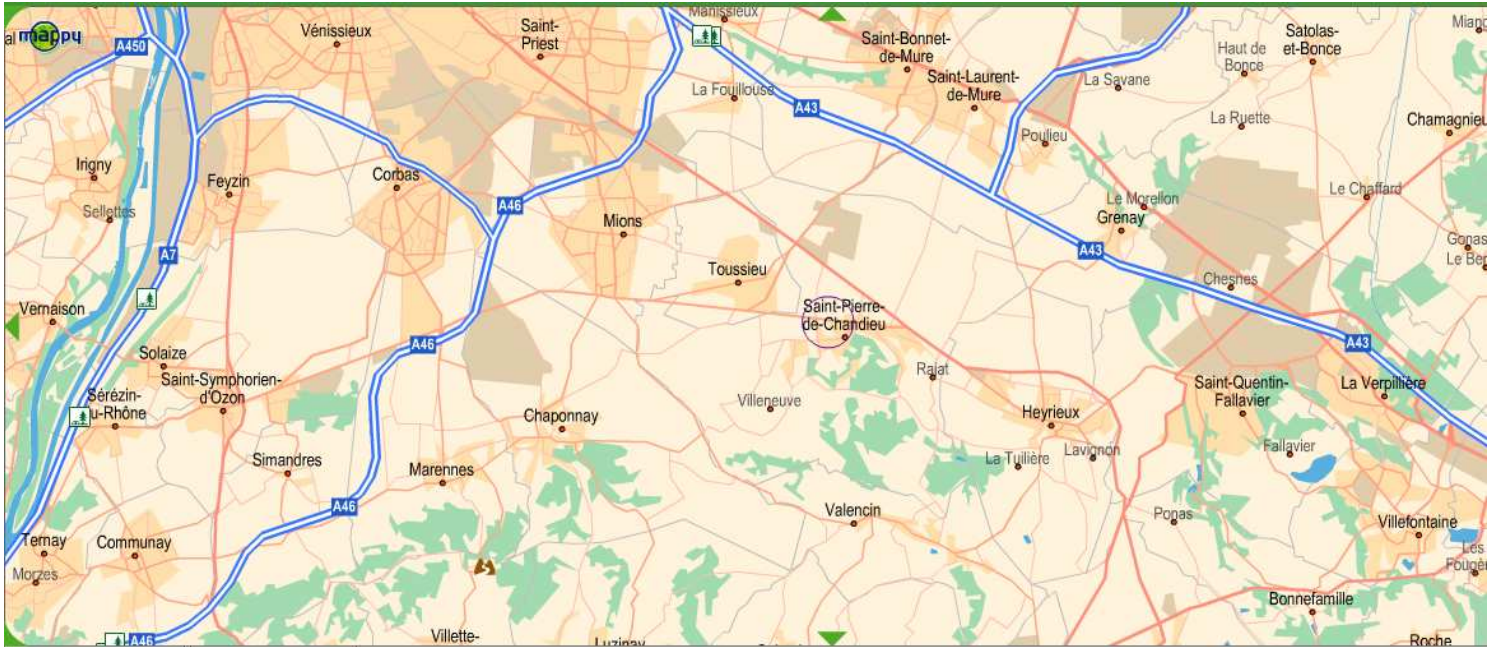 mappy
al
A450
Vénissieux
Saint-
Priest
Manissieux
Saint-Bonnet-
de-Mure
Saint-Laurent-
de-Mure
La Savane
Haut de
Bonce
Satolas-
et-Bonce
La Fouillouse
A43
Poulieu
La Ruette
Chamagnieu
Irigny
Sellettes
Feyzin
Corbas
A46
Mions
Le Morellon
Grenay
Le Chaffard
A7
A43
Toussieu
Chesnes
Vernaison
Saint-Pierre-
de-Chandieu
Solaize
A46
A43
Saint-Symphorien-
d'Ozon
Sérézin-
u-Rhône
Rajat
Villeneuve
Chaponnay
Heyrieux
Saint-Quentin-
Fallavier
La Verpillière
Simandres
Marennes
La Tuilière
Lavignon
Fallavier
A46
Valencin
Ponas
Villefontaine
Ternay
Communay
Morzes
Les
Bonnefamille
A46
Villette-
Luzinay
Roche